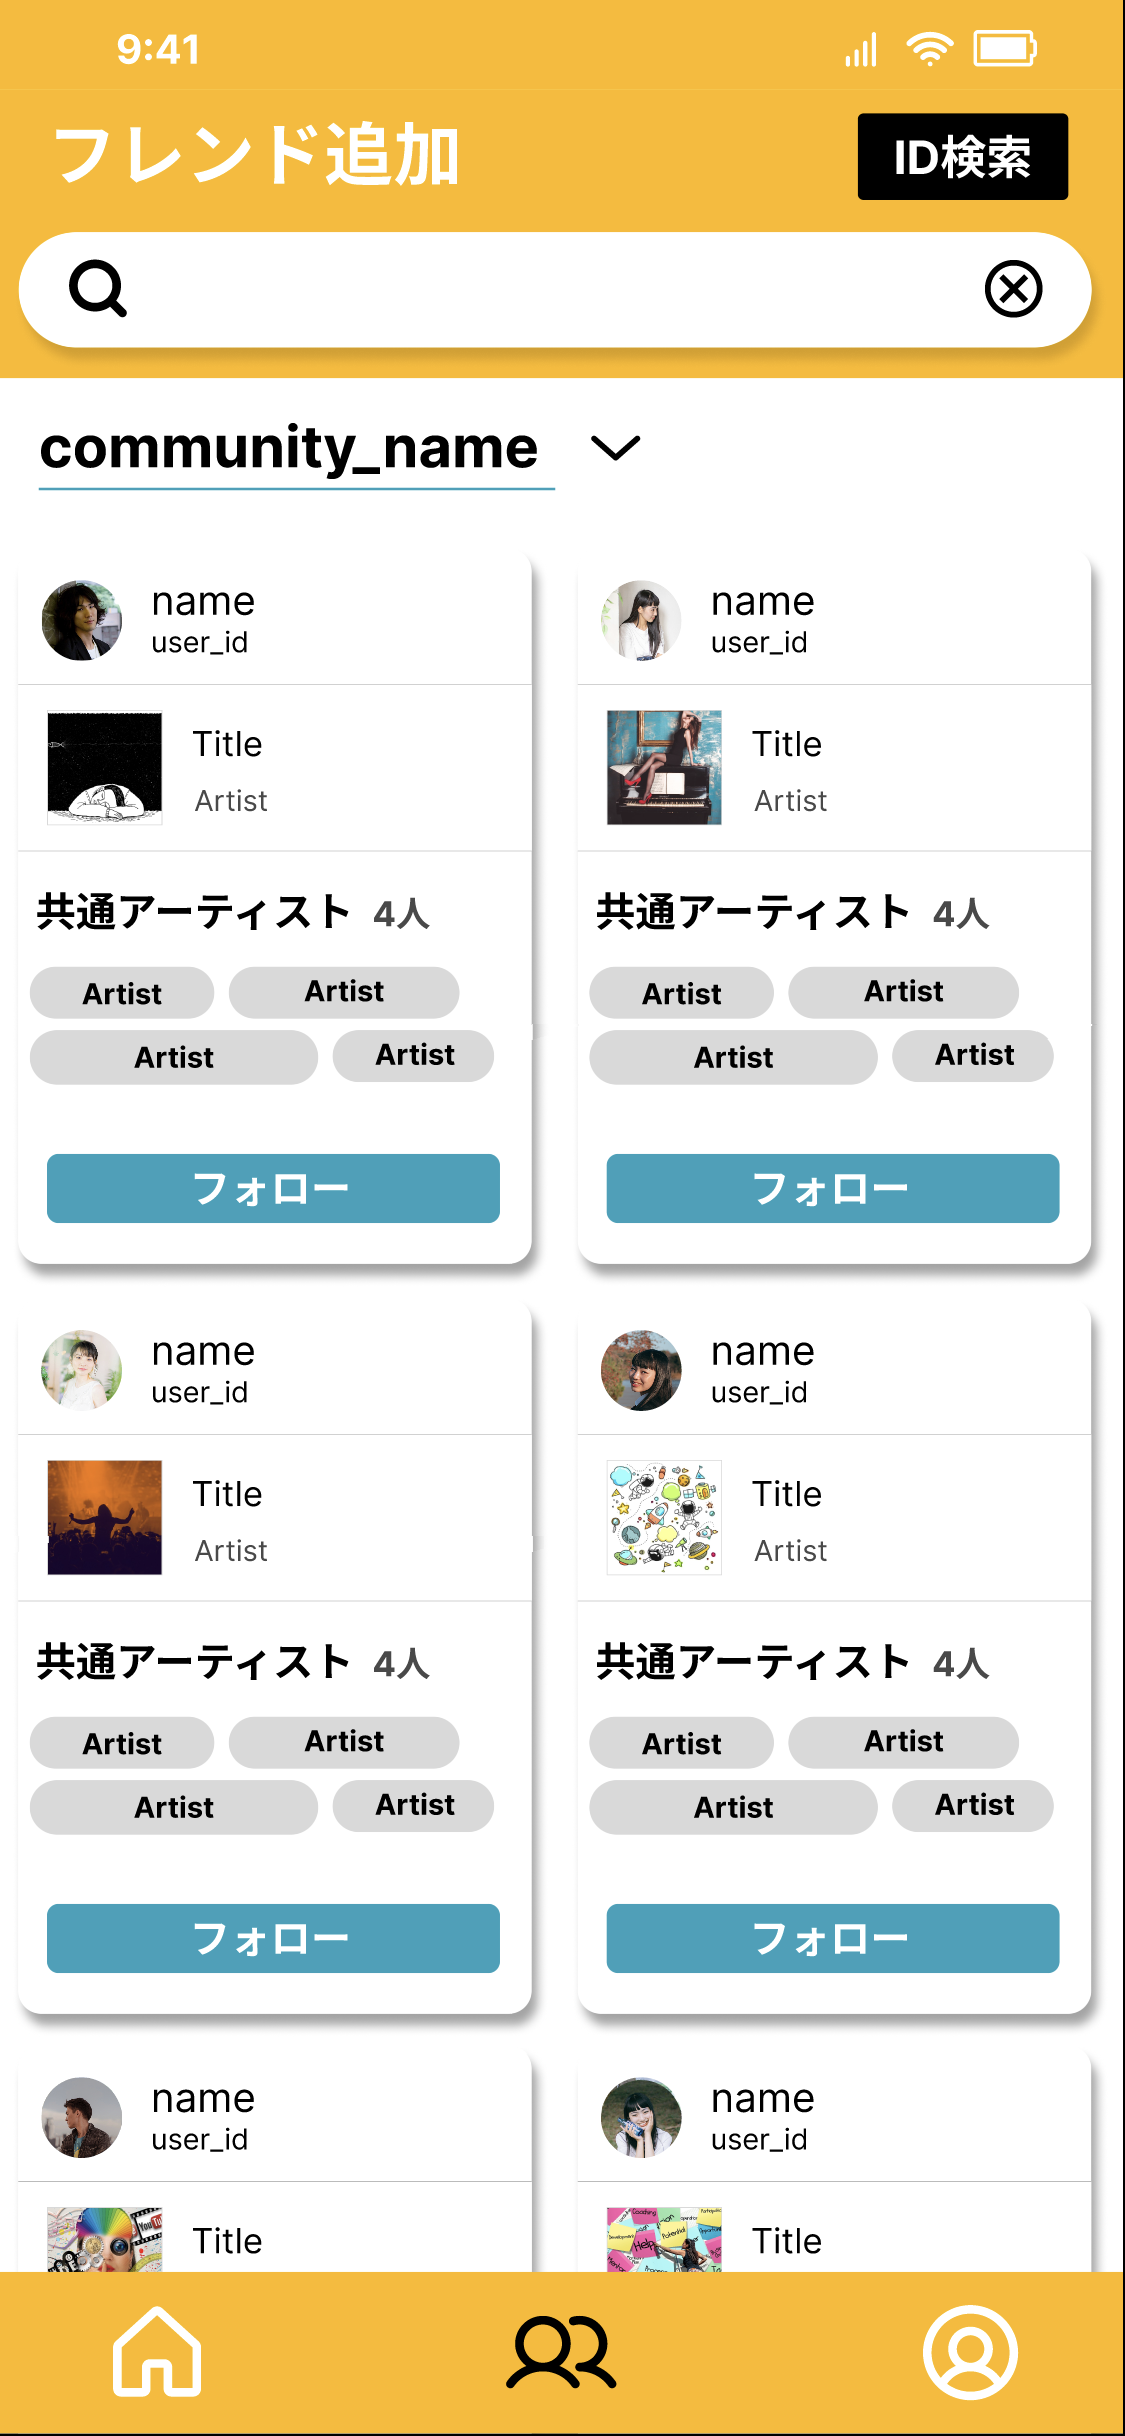 9:41
フレンド追加
ID検索
community_name
name
user_id
Title
Artist
共通アーティスト 4人
Artist Artist
Artist Artist
フォロー
name
user_id
Title
Artist
共通アーティスト 4人
Artist Artist
Artist Artist
フォロー
name
user_id
Title
Artist
共通アーティスト 4人
Artist Artist
Artist Artist
フォロー
name
user_id
Title
Artist
共通アーティスト 4人
Artist Artist
Artist Artist
フォロー
name
user_id
You
Title
name
user_id
Coaching
Potential
Help
Title